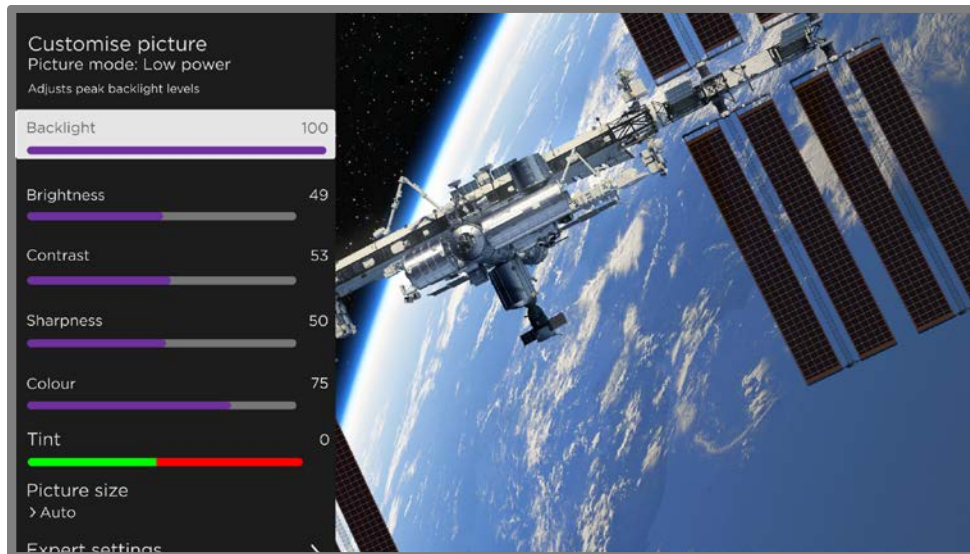 Customise picture
Picture mode: Low power
Adjusts peak backlight levels
Backlight 100
Brightness 49
Contrast 53
Sharpness 50
Colour 75
Tint 0
Picture size
> Auto
Expert settings >